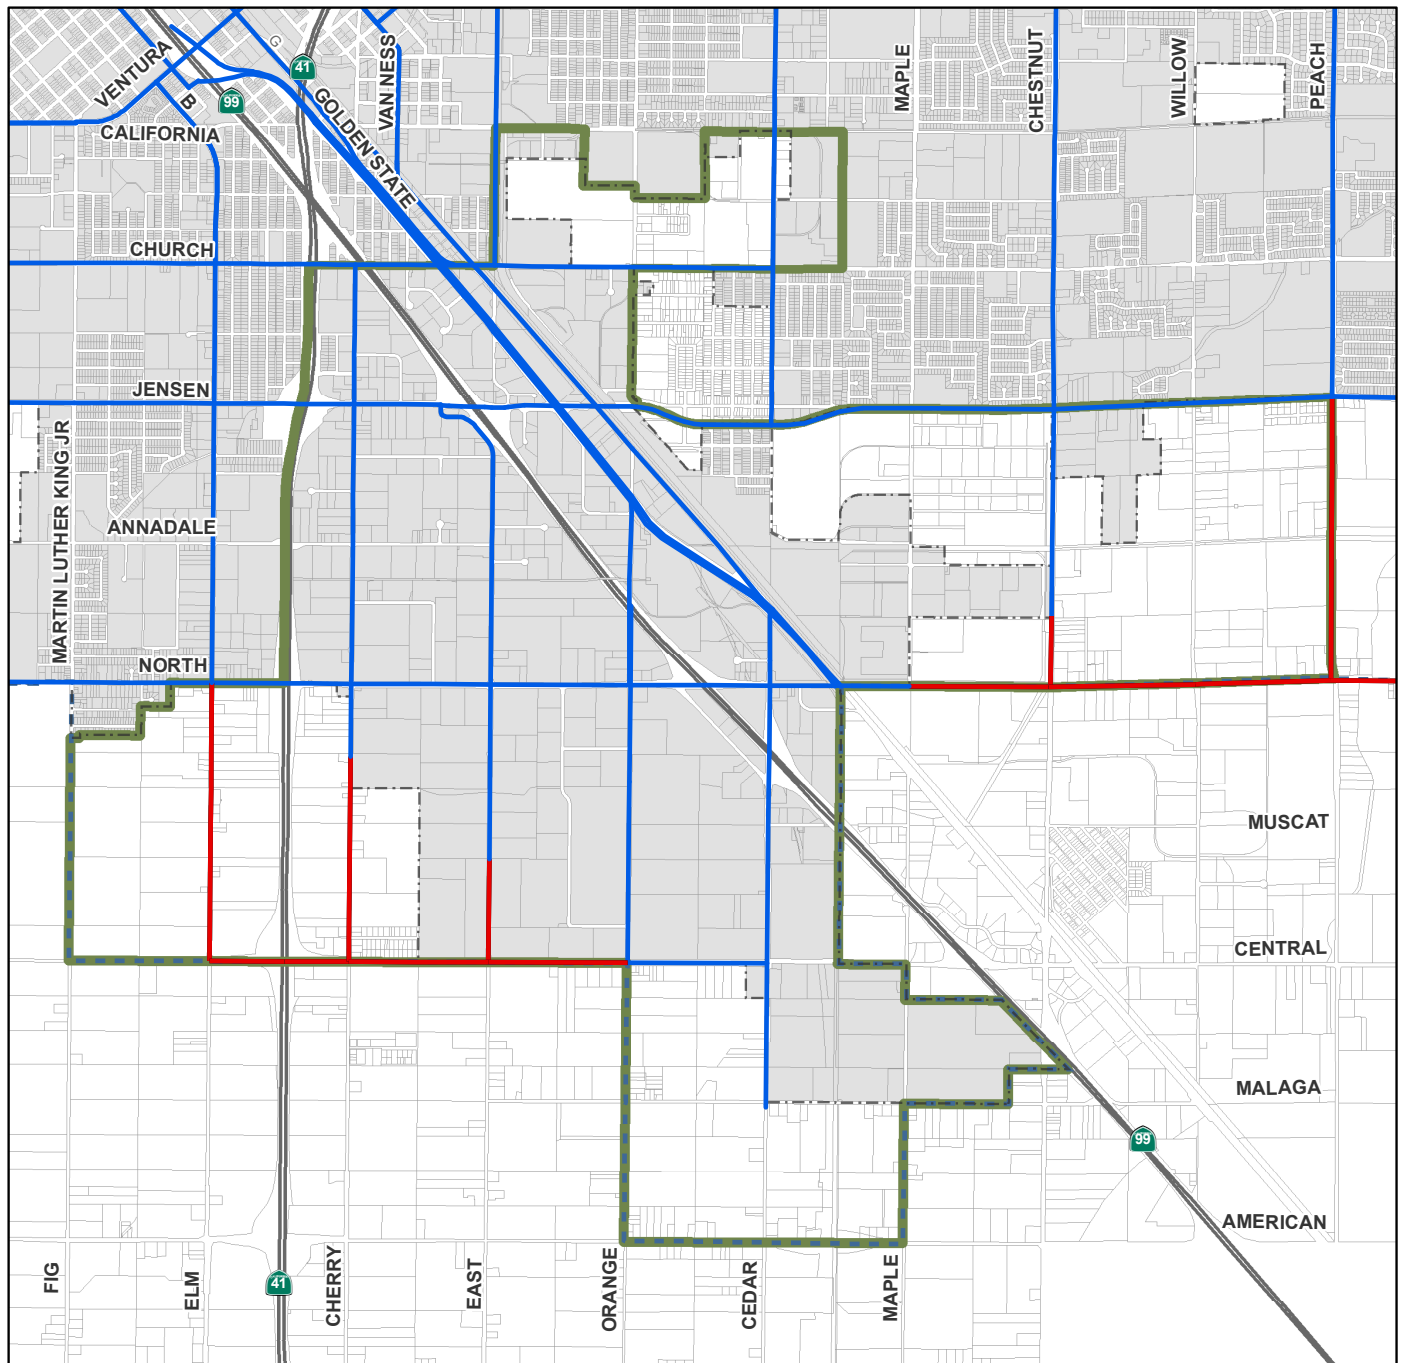 VENTURA
B
CALIFORNIA
G
41
99
GOLDEN STATE
VAN NESS
MAPLE
CHESTNUT
WILLOW
PEACH
CHURCH
JENSEN
MARTIN LUTHER KING JR
ANNADALE
NORTH
MUSCAT
CENTRAL
MALAGA
99
AMERICAN
FIG
ELM
41
CHERRY
EAST
ORANGE
CEDAR
MAPLE